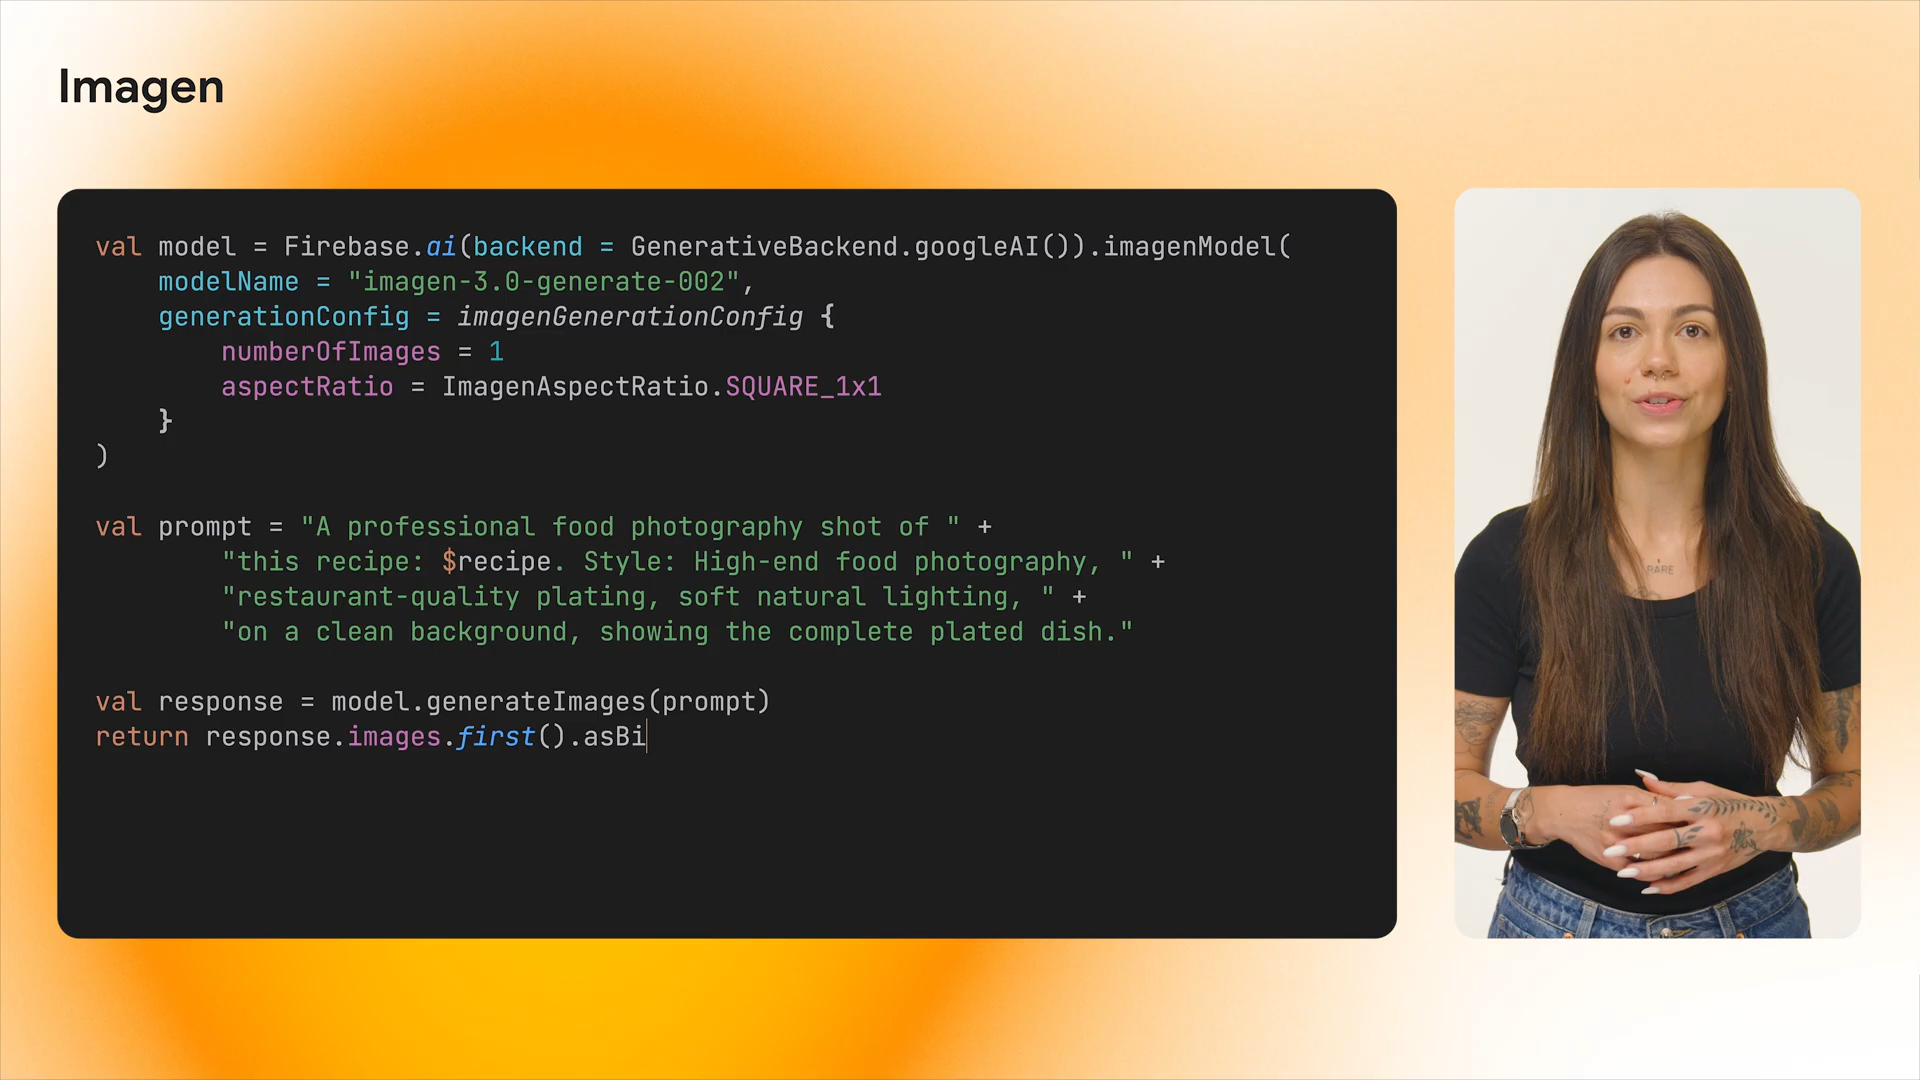 Imagen
val model = Firebase.ai(backend = GenerativeBackend.googleAI()).imagenModel(
    modelName = "imagen-3.0-generate-002",
    generationConfig = imagenGenerationConfig {
        numberOfImages = 1
        aspectRatio = ImagenAspectRatio.SQUARE_1x1
    }
)
val prompt = "A professional food photography shot of " +
        "this recipe: $recipe. Style: High-end food photography, " +
        "restaurant-quality plating, soft natural lighting, " +
        "on a clean background, showing the complete plated dish."
val response = model.generateImages(prompt)
return response.images.first().asBi
RARE